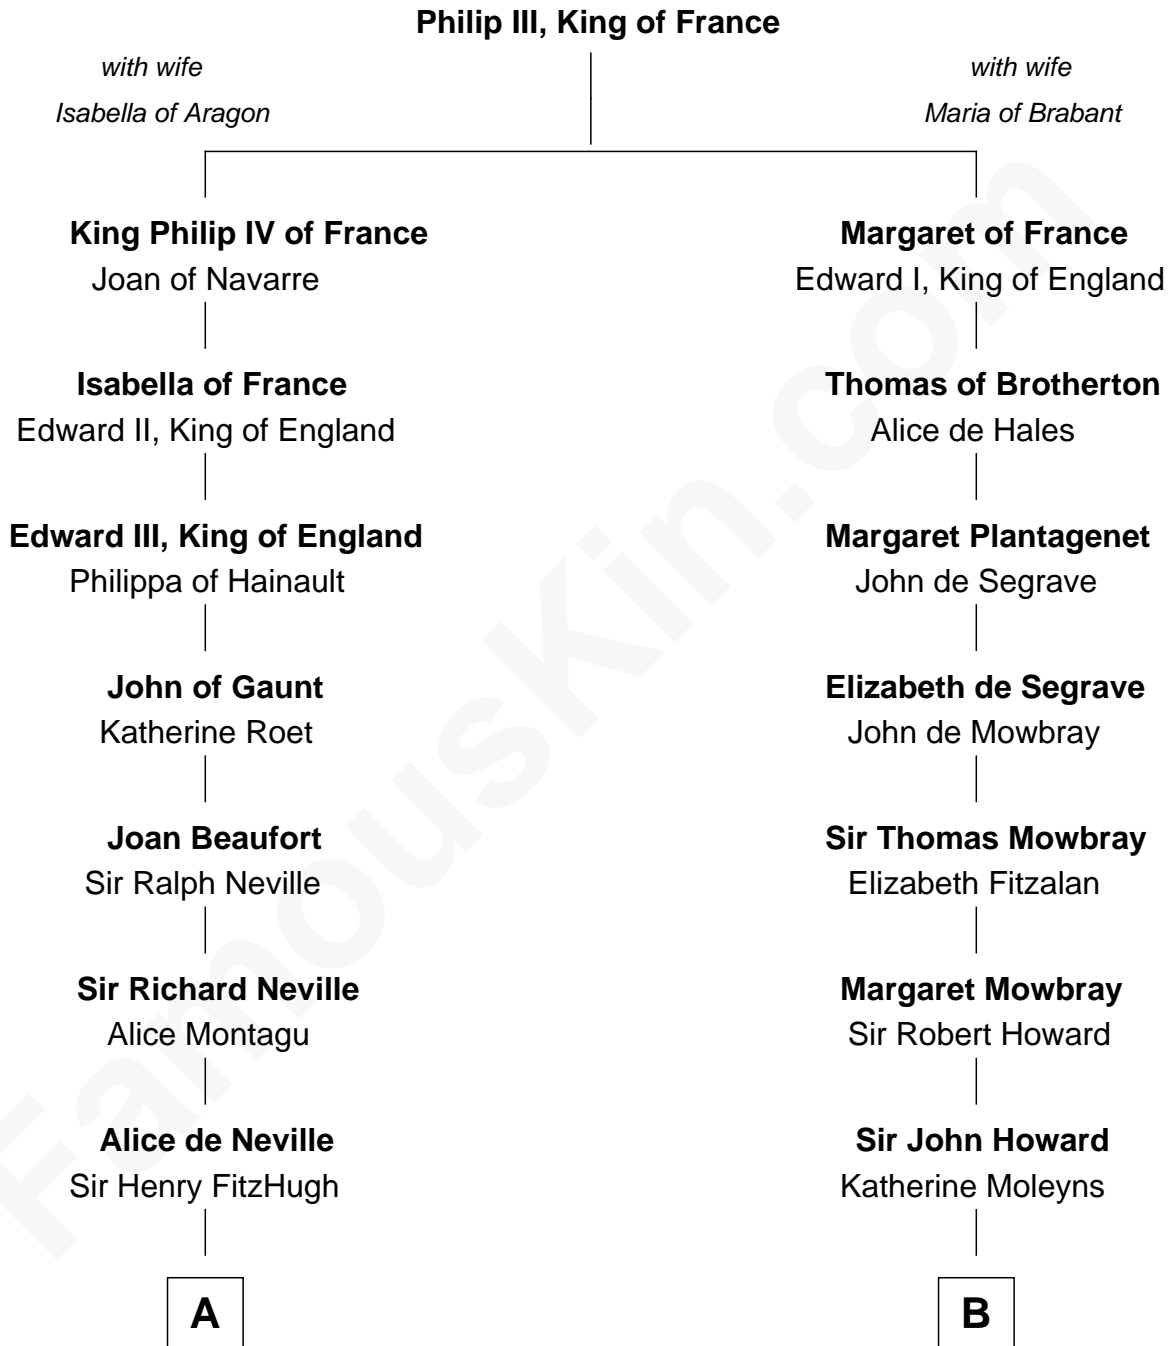 Philip III, King of France
with wife
Isabella of Aragon
with wife
Maria of Brabant
King Philip IV of France
Joan of Navarre
Margaret of France
Edward I, King of England
Isabella of France
Edward II, King of England
Thomas of Brotherton
Alice de Hales
Edward III, King of England
Philippa of Hainault
Margaret Plantagenet
John de Segrave
John of Gaunt
Katherine Roet
Elizabeth de Segrave
John de Mowbray
Joan Beaufort
Sir Ralph Neville
Sir Thomas Mowbray
Elizabeth Fitzalan
Sir Richard Neville
Alice Montagu
Margaret Mowbray
Sir Robert Howard
Alice de Neville
Sir Henry FitzHugh
Sir John Howard
Katherine Moleyns
A
B
FamousKin.com